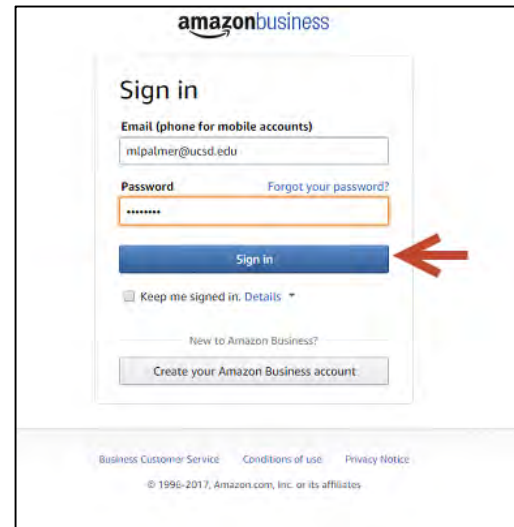 amazonbusiness
Sign in
Email (phone for mobile accounts)
mlpalmer@ucsd.edu
Password Forgot your password?
••••••••
Sign in
Keep me signed in. Details
New to Amazon Business?
Create your Amazon Business account
Business Customer Service Conditions of use Privacy Notice
© 1996-2017, Amazon.com, Inc. or its affiliates